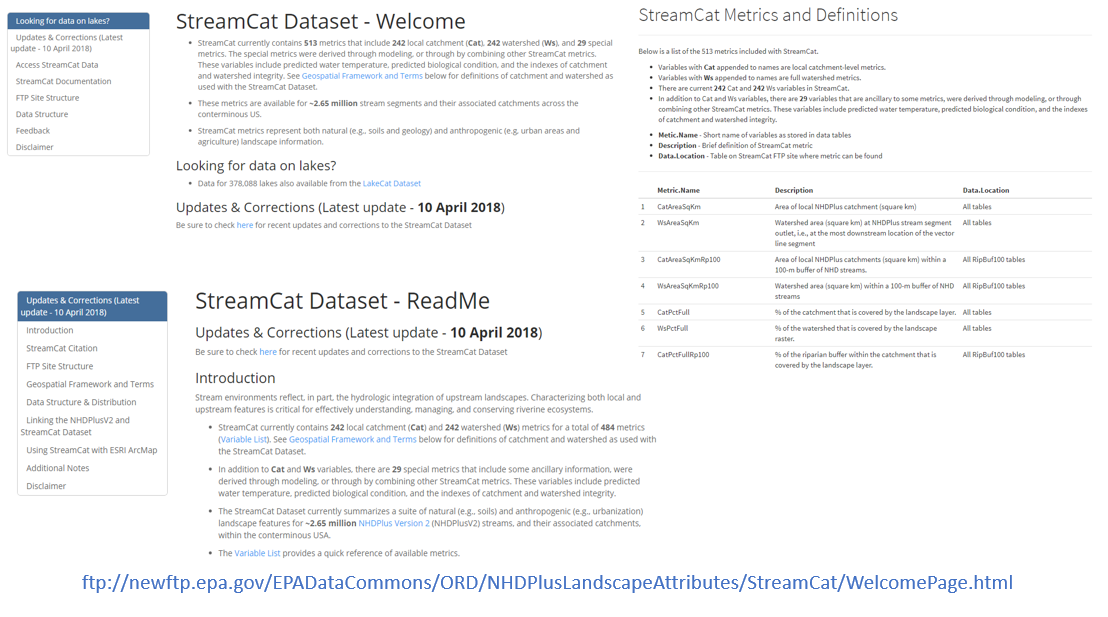 Looking for data on lakes?
Updates & Corrections (Latest
update - 10 April 2018)
Access StreamCat Data
StreamCat Documentation
FTP Site Structure
Data Structure
Feedback
Disclaimer
StreamCat Dataset - Welcome
• StreamCat currently contains 513 metrics that include 242 local catchment (Cat), 242 watershed (Ws), and 29 special
metrics. The special metrics were derived through modeling, or through by combining other StreamCat metrics.
These variables include predicted water temperature, predicted biological condition, and the indexes of catchment
and watershed integrity. See Geospatial Framework and Terms below for definitions of catchment and watershed as
used with the StreamCat Dataset.
• These metrics are available for ~2.65 million stream segments and their associated catchments across the
conterminous US.
• StreamCat metrics represent both natural (e.g., soils and geology) and anthropogenic (e.g, urban areas and
agriculture) landscape information.
Looking for data on lakes?
• Data for 378,088 lakes also available from the LakeCat Dataset
Updates & Corrections (Latest update - 10 April 2018)
Be sure to check here for recent updates and corrections to the StreamCat Dataset
StreamCat Metrics and Definitions
Below is a list of the 513 metrics included with StreamCat.
• Variables with Cat appended to names are local catchment-level metrics.
• Variables with Ws appended to names are full watershed metrics.
• There are current 242 Cat and 242 Ws variables in StreamCat.
• In addition to Cat and Ws variables, there are 29 variables that are ancillary to some metrics, were derived through modeling, or through
combining other StreamCat metrics. These variables include predicted water temperature, predicted biological condition, and the indexes
of catchment and watershed integrity.
• Metic.Name - Short name of variables as stored in data tables
• Description - Brief definition of StreamCat metric
• Data.Location - Table on StreamCat FTP site where metric can be found
Metric.Name Description Data.Location
1 CatAreaSqKm Area of local NHDPlus catchment (square km) All tables
2 WsAreaSqKm Watershed area (square km) at NHDPlus stream segment All tables
outlet, i.e., at the most downstream location of the vector
line segment
3 CatAreaSqKmRp100 Area of local NHDPlus catchments (square km) within a All RipBuf100 tables
100-m buffer of NHD streams.
4 WsAreaSqKmRp100 Watershed area (square km) within a 100-m buffer of NHD All RipBuf100 tables
streams
5 CatPctFull % of the catchment that is covered by the landscape layer. All tables
6 WsPctFull % of the watershed that is covered by the landscape All tables
raster.
7 CatPctFullRp100 % of the riparian buffer within the catchment that is All RipBuf100 tables
covered by the landscape layer.
Updates & Corrections (Latest
update - 10 April 2018)
Introduction
StreamCat Citation
FTP Site Structure
Geospatial Framework and Terms
Data Structure & Distribution
Linking the NHDPlusV2 and
StreamCat Dataset
Using StreamCat with ESRI ArcMap
Additional Notes
Disclaimer
StreamCat Dataset - ReadMe
Updates & Corrections (Latest update - 10 April 2018)
Be sure to check here for recent updates and corrections to the StreamCat Dataset
Introduction
Stream environments reflect, in part, the hydrologic integration of upstream landscapes. Characterizing both local and
upstream features is critical for effectively understanding, managing, and conserving riverine ecosystems.
• StreamCat currently contains 242 local catchment (Cat) and 242 watershed (Ws) metrics for a total of 484 metrics
(Variable List). See Geospatial Framework and Terms below for definitions of catchment and watershed as used with
the StreamCat Dataset.
• In addition to Cat and Ws variables, there are 29 special metrics that include some ancillary information, were
derived through modeling, or through by combining other StreamCat metrics. These variables include predicted
water temperature, predicted biological condition, and the indexes of catchment and watershed integrity.
• The StreamCat Dataset currently summarizes a suite of natural (e.g., soils) and anthropogenic (e.g., urbanization)
landscape features for ~2.65 million NHDPlus Version 2 (NHDPlusV2) streams, and their associated catchments,
within the conterminous USA.
• The Variable List provides a quick reference of available metrics.
ftp://newftp.epa.gov/EPADataCommons/ORD/NHDPlusLandscapeAttributes/StreamCat/WelcomePage.html